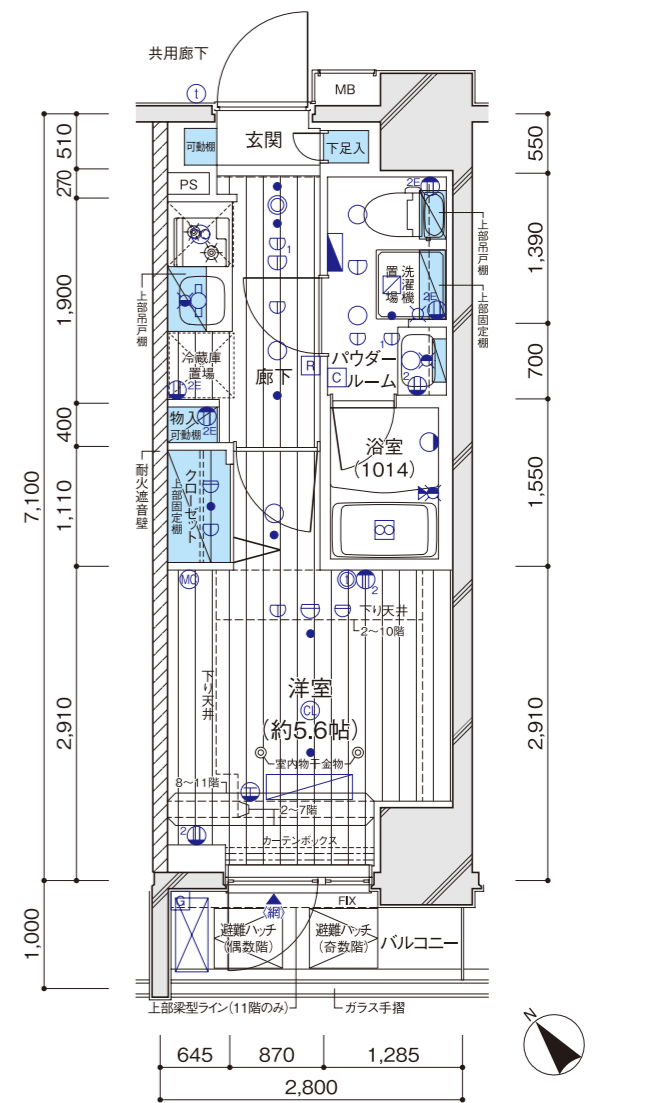 共用廊下
t
MB
玄関
可動棚
下足入
PS
2E
上部吊戸棚
1
洗濯機
置場
2E
上部固定棚
上部吊戸棚
冷蔵庫
置場
2E
廊下
R
C
パウダー
ルーム
1
2
物入
可動棚
2E
浴室
(1014)
耐火遮音壁
クローゼット
上部固定棚
MC
t
2
下り天井
2～10階
下り天井
洋室
CL
(約5.6帖)
室内物干金物
8～11階
2～7階
2
カーテンボックス
G
〈網〉
FIX
避難ハッチ
(偶数階)
避難ハッチ
(奇数階)
バルコニー
上部梁型ライン(11階のみ)
ガラス手摺
510
270
1,900
400
1,110
2,910
7,100
1,000
550
1,390
700
1,550
2,910
645
870
1,285
2,800
N